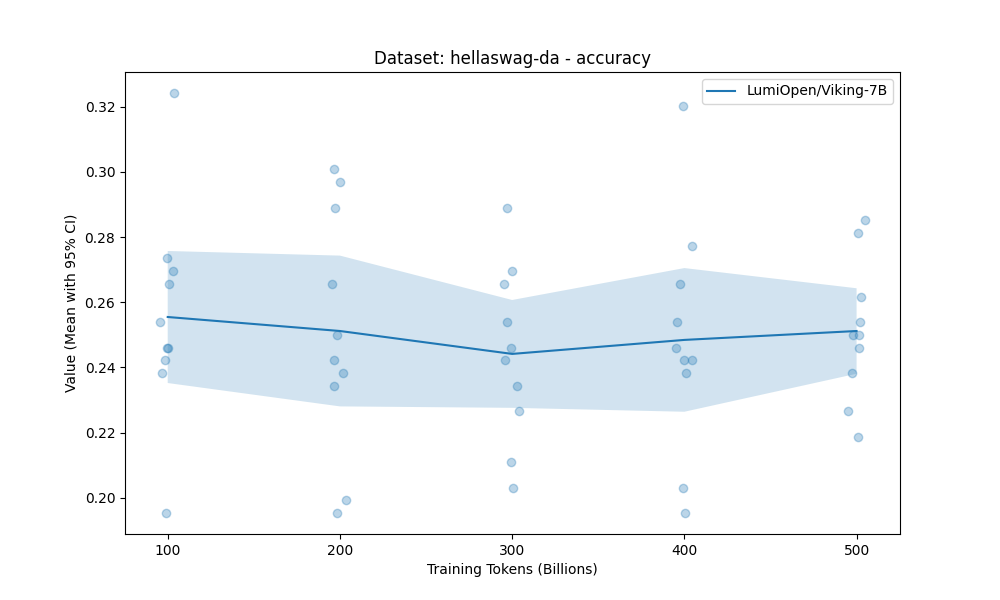 Dataset: hellaswag-da - accuracy
LumiOpen/Viking-7B
Value (Mean with 95% CI)
0.32
0.30
0.28
0.26
0.24
0.22
0.20
100 200 300 400 500
Training Tokens (Billions)